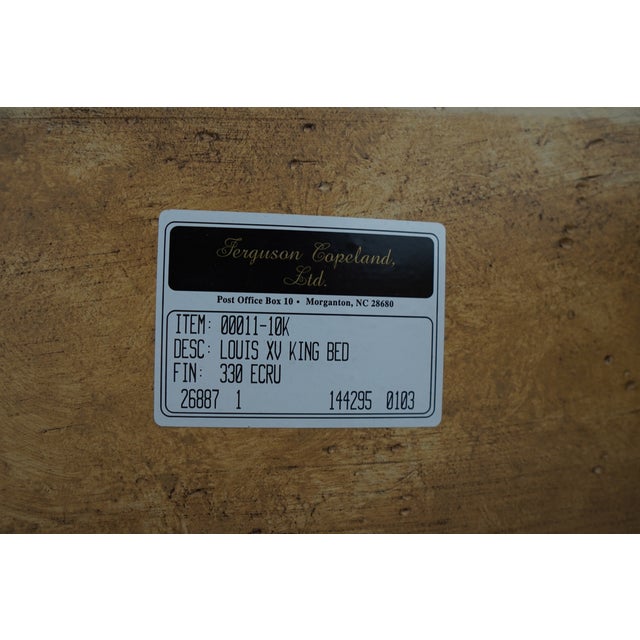 Ferguson Copeland,
Ltd.
Post Office Box 10 • Morganton, NC 28680
ITEM: 00011-10K
DESC: LOUIS XV KING BED
FIN: 330 ECRU
26887 1 144295 0103